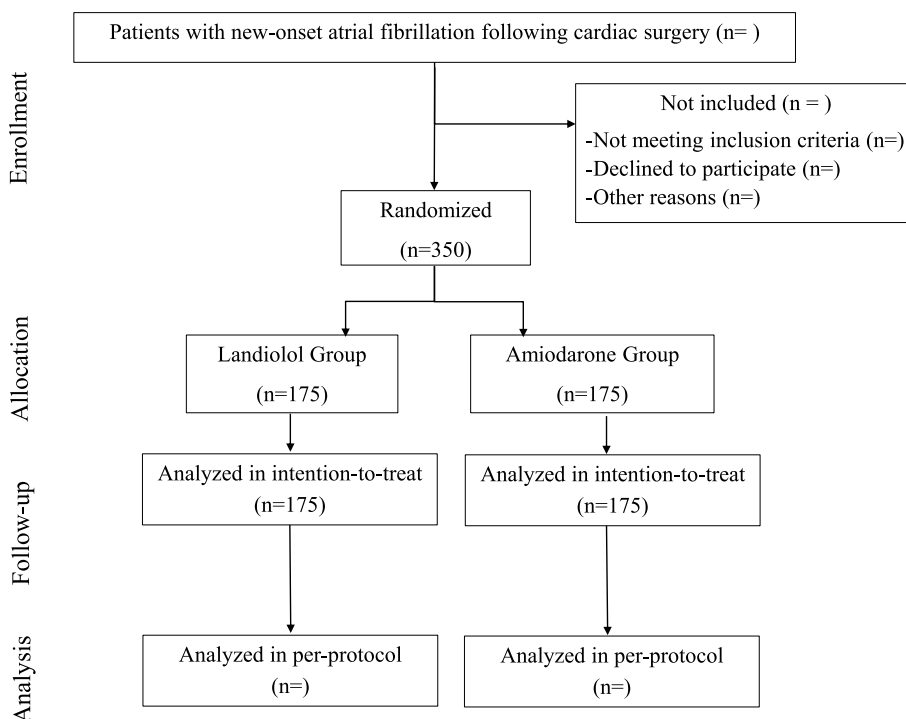 Patients with new-onset atrial fibrillation following cardiac surgery (n= )
Enrollment
Not included (n = )
-Not meeting inclusion criteria (n=)
-Declined to participate (n=)
-Other reasons (n=)
Randomized
(n=350)
Allocation
Landiolol Group
(n=175)
Amiodarone Group
(n=175)
Follow-up
Analyzed in intention-to-treat
(n=175)
Analyzed in intention-to-treat
(n=175)
Analysis
Analyzed in per-protocol
(n=)
Analyzed in per-protocol
(n=)